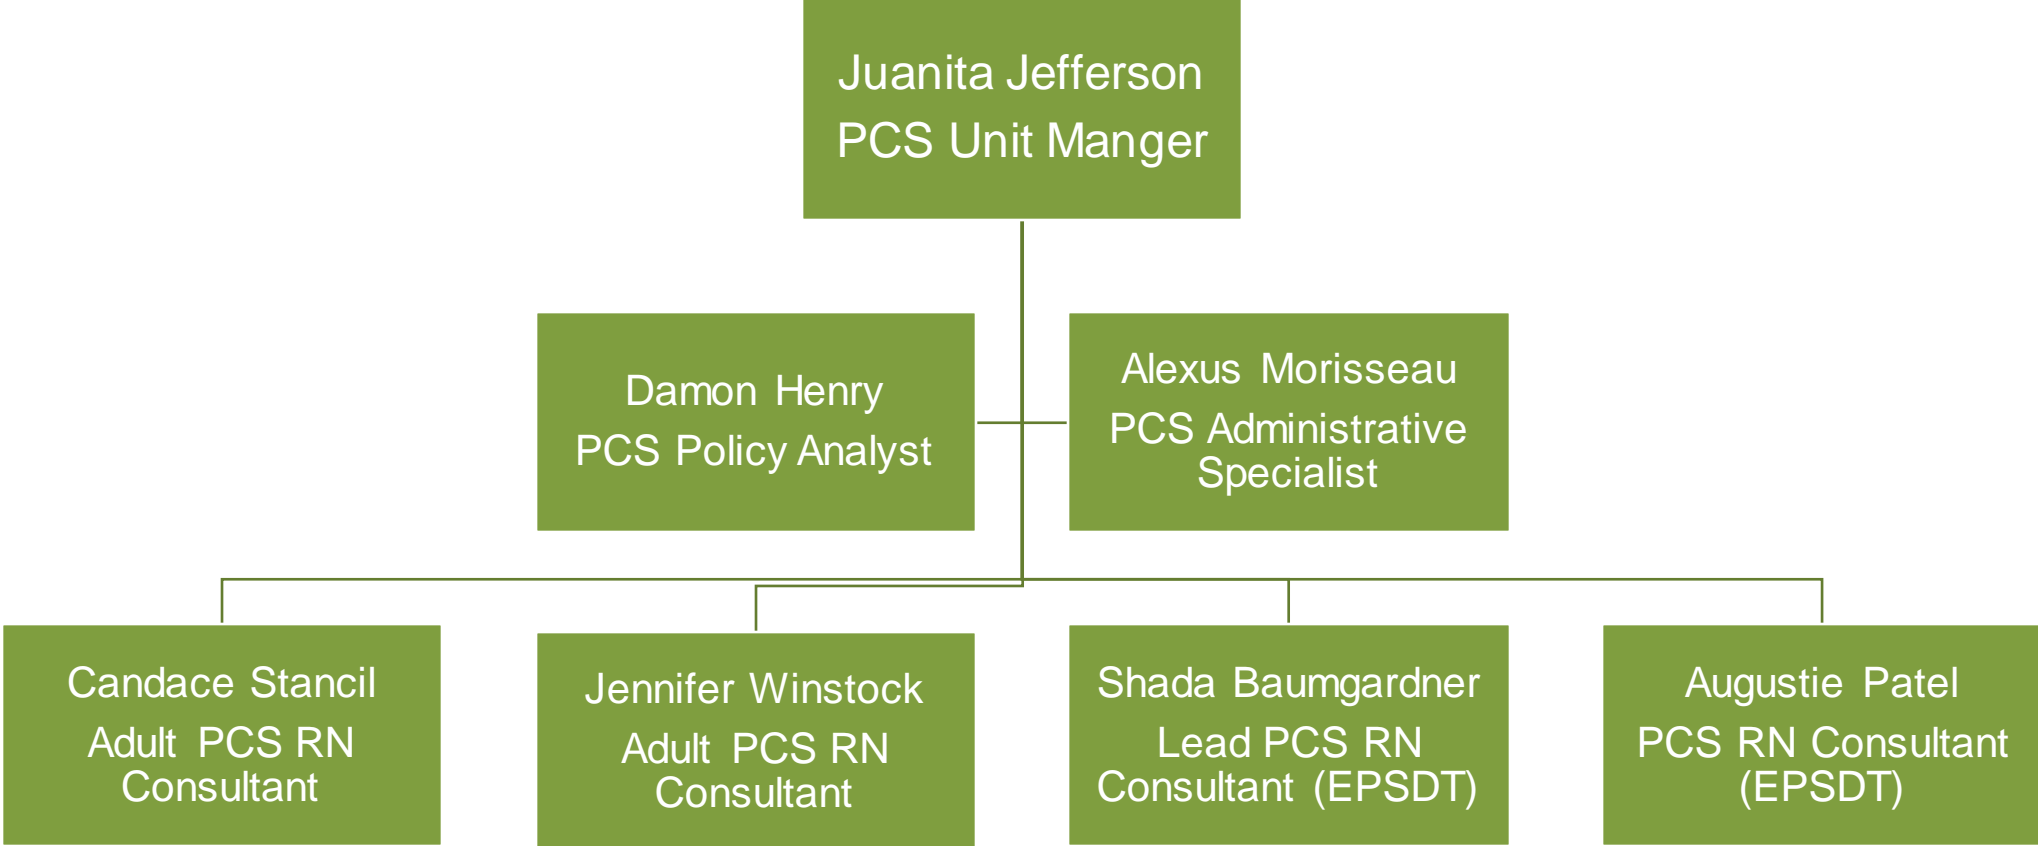 Juanita Jefferson
PCS Unit Manger
Damon Henry
PCS Policy Analyst
Alexus Morisseau
PCS Administrative
Specialist
Candace Stancil
Adult PCS RN
Consultant
Jennifer Winstock
Adult PCS RN
Consultant
Shada Baumgardner
Lead PCS RN
Consultant (EPSDT)
Augustie Patel
PCS RN Consultant
(EPSDT)